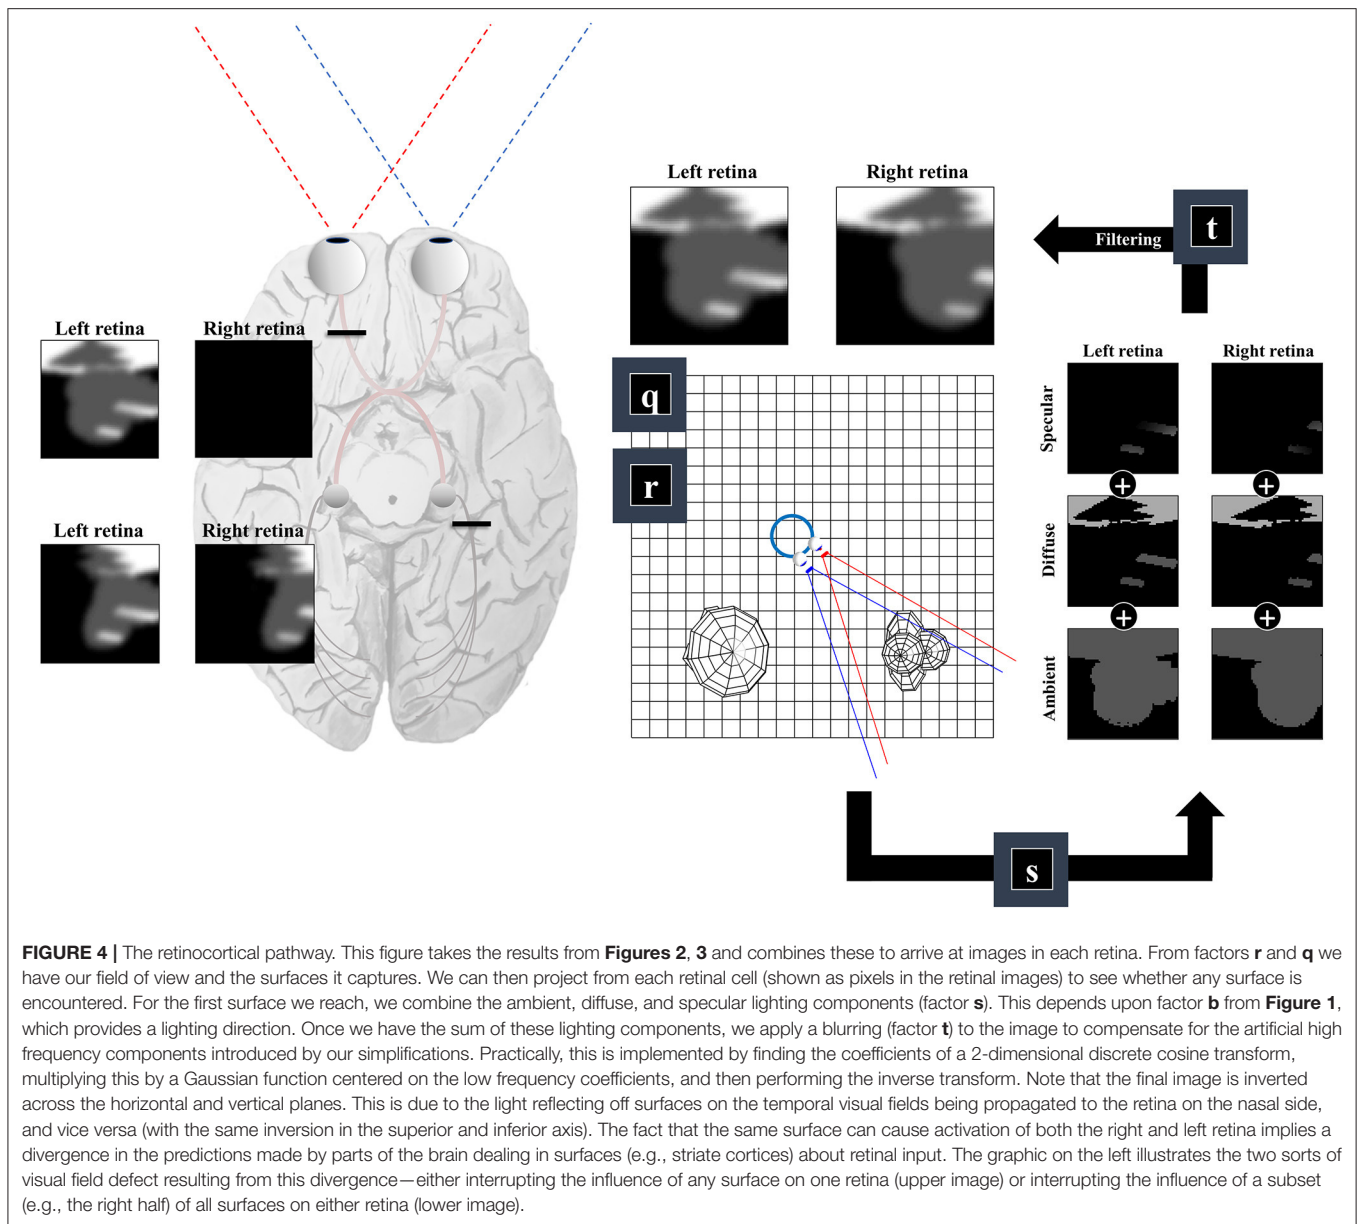 Left retina
Right retina
t
Filtering
Left retina
Right retina
Left retina
Right retina
Specular
q
r
+
+
Diffuse
Left retina
Right retina
+
+
Ambient
s
FIGURE 4 | The retinocortical pathway. This figure takes the results from Figures 2, 3 and combines these to arrive at images in each retina. From factors r and q we
have our field of view and the surfaces it captures. We can then project from each retinal cell (shown as pixels in the retinal images) to see whether any surface is
encountered. For the first surface we reach, we combine the ambient, diffuse, and specular lighting components (factor s). This depends upon factor b from Figure 1,
which provides a lighting direction. Once we have the sum of these lighting components, we apply a blurring (factor t) to the image to compensate for the artificial high
frequency components introduced by our simplifications. Practically, this is implemented by finding the coefficients of a 2-dimensional discrete cosine transform,
multiplying this by a Gaussian function centered on the low frequency coefficients, and then performing the inverse transform. Note that the final image is inverted
across the horizontal and vertical planes. This is due to the light reflecting off surfaces on the temporal visual fields being propagated to the retina on the nasal side,
and vice versa (with the same inversion in the superior and inferior axis). The fact that the same surface can cause activation of both the right and left retina implies a
divergence in the predictions made by parts of the brain dealing in surfaces (e.g., striate cortices) about retinal input. The graphic on the left illustrates the two sorts of
visual field defect resulting from this divergence—either interrupting the influence of any surface on one retina (upper image) or interrupting the influence of a subset
(e.g., the right half) of all surfaces on either retina (lower image).